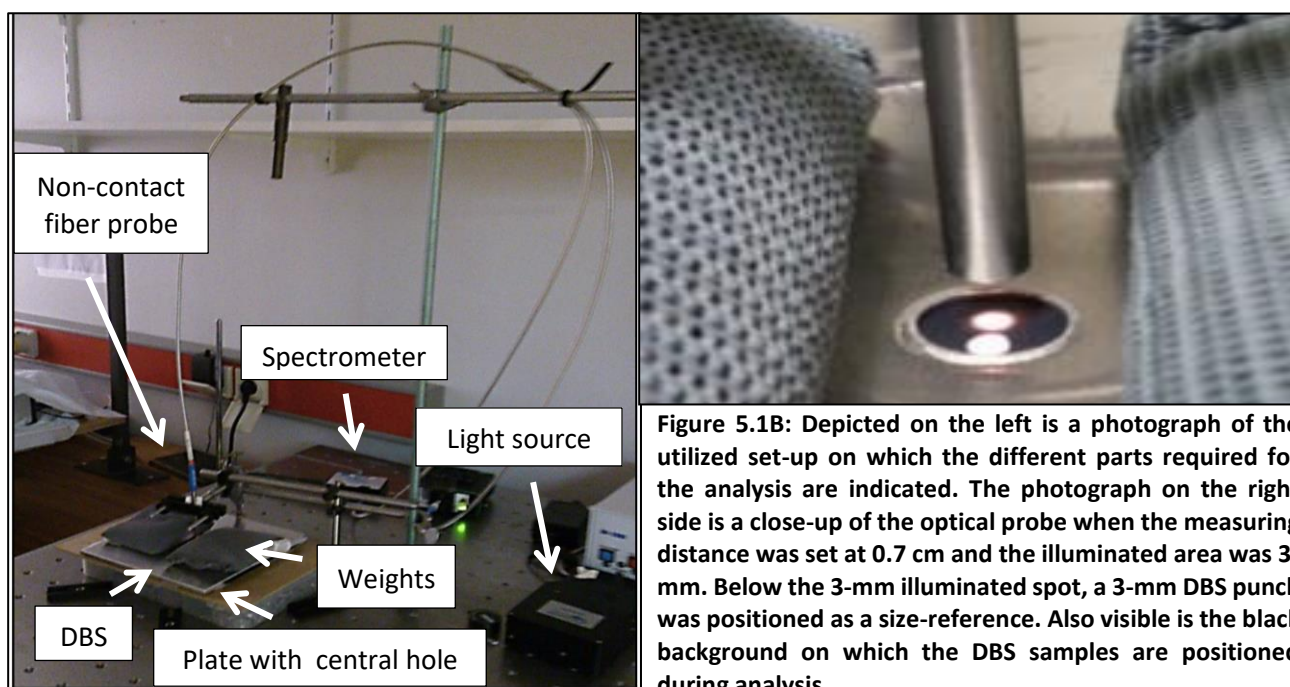 Non-contact
fiber probe
Spectrometer
Light source
Weights
DBS
Plate with central hole
Figure 5.1B: Depicted on the left is a photograph of the
utilized set-up on which the different parts required fo
the analysis are indicated. The photograph on the righ
side is a close-up of the optical probe when the measuring
distance was set at 0.7 cm and the illuminated area was 3
mm. Below the 3-mm illuminated spot, a 3-mm DBS punc
was positioned as a size-reference. Also visible is the blac
background on which the DBS samples are positioned
during analysis